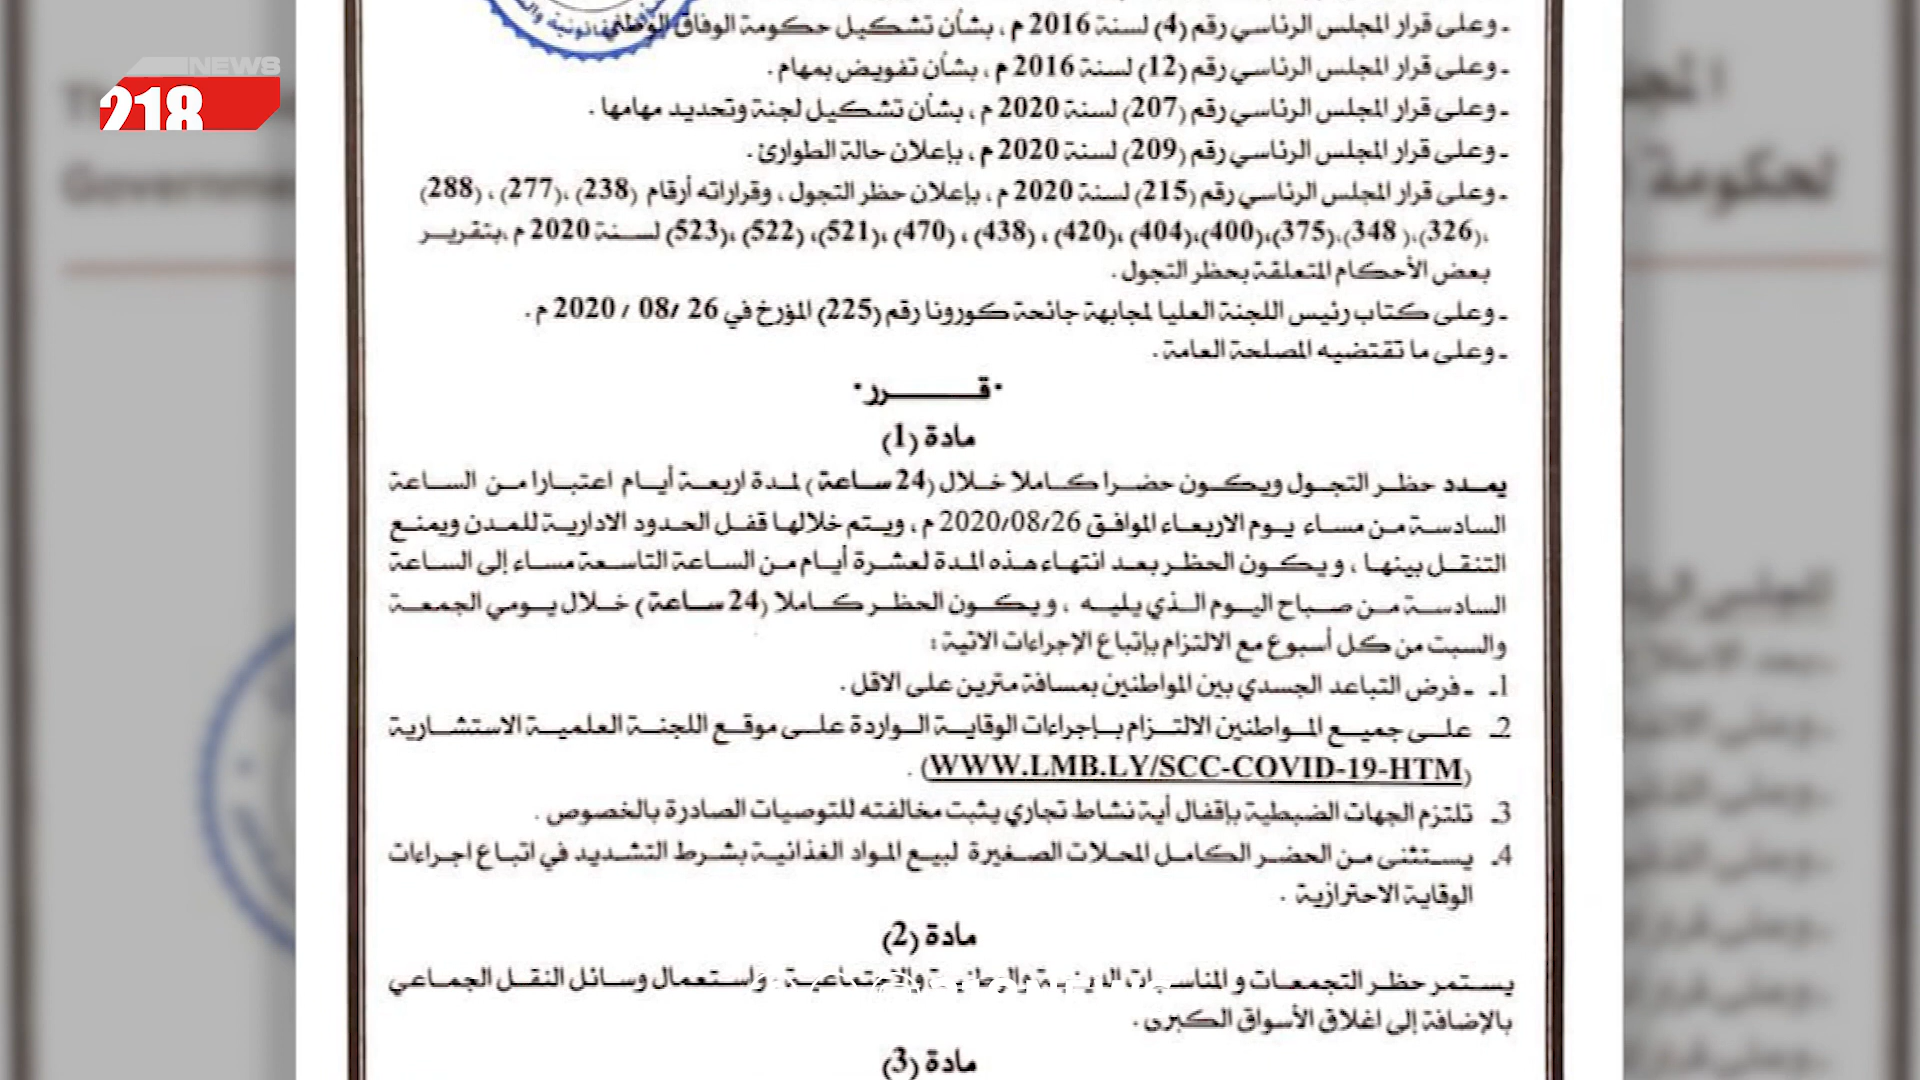 NEWS
218
ـ وعلى قرار المجلس الرئاسي رقم (4) لسنة 2016 م ، بشأن تشكيل حكومة الوفاق الوطني
ـ وعلى قرار المجلس الرئاسي رقم (12) لسنة 2016 م ، بشأن تفويض بمهام .
ـ وعلى قرار المجلس الرئاسي رقم (207) لسنة 2020 م ، بشأن تشكيل لجنة وتحديد مهامها .
ـ وعلى قرار المجلس الرئاسي رقم (209) لسنة 2020 م ، بإعلان حالة الطوارئ .
ـ وعلى قرار المجلس الرئاسي رقم (215) لسنة 2020 م ، بإعلان حظر التجول ، وقراراته أرقام (238) ،(277) ، (288)
،(326)،(348 )،(375)،(400)،(404) ،(420) ، (438) ، (470) ،(521)، (522) ،(523) لسنة 2020 م ،بتقرير
بعض الأحكام المتعلقة بحظر التجول .
ـ وعلى كتاب رئيس اللجنة العليا لمجابهة جائحة كورونا رقم (225) المؤرخ في 26 /08 / 2020 م .
ـ وعلى ما تقتضيه المصلحة العامة .
• قـــــــرر •
مادة (1)
يمدد حظر التجول ويكون حضرا كاملا خلال (24 ساعة ) لمدة اربعة أيام اعتبارا من الساعة
السادسة من مساء يوم الاربعاء الموافق 2020/08/26 م ، ويتم خلالها قفل الحدود الادارية للمدن ويمنع
التنقل بينها ، ويكون الحظر بعد انتهاء هذه المدة لعشرة أيام من الساعة التاسعة مساء إلى الساعة
السادسة من صباح اليوم الذي يليه ، ويكون الحظر كاملا (24 ساعة ) خلال يومي الجمعة
والسبت من كل أسبوع مع الالتزام بإتباع الإجراءات الاتية :
1ـ ـ فرض التباعد الجسدي بين المواطنين بمسافة مترين على الاقل .
2ـ على جميع المواطنين الالتزام بإجراءات الوقاية الواردة على موقع اللجنة العلمية الاستشارية
(WWW.LMB.LY/SCC-COVID-19-HTM) .
3ـ تلتزم الجهات الضبطية بإقفال أية نشاط تجاري يثبت مخالفته للتوصيات الصادرة بالخصوص .
4ـ يستثنى من الحضر الكامل المحلات الصغيرة لبيع المواد الغذائية بشرط التشديد في اتباع اجراءات
الوقاية الاحترازية .
مادة (2)
يستمر حظر التجمعات و المناسبات الدينية والوطنية والاجتماعية واستعمال وسائل النقل الجماعي
بالإضافة إلى اغلاق الأسواق الكبرى .
مادة (3)